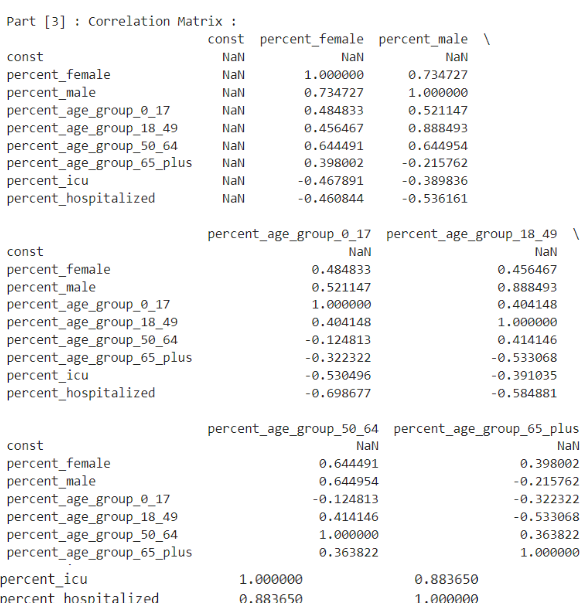 Part [3] : Correlation Matrix :
const percent_female percent_male \
const NaN NaN NaN
percent_female NaN 1.000000 0.734727
percent_male NaN 0.734727 1.000000
percent_age_group_0_17 NaN 0.484833 0.521147
percent_age_group_18_49 NaN 0.456467 0.888493
percent_age_group_50_64 NaN 0.644491 0.644954
percent_age_group_65_plus NaN 0.398002 -0.215762
percent_icu NaN -0.467891 -0.389836
percent_hospitalized NaN -0.460844 -0.536161
percent_age_group_0_17 percent_age_group_18_49 \
const NaN NaN
percent_female 0.484833 0.456467
percent_male 0.521147 0.888493
percent_age_group_0_17 1.000000 0.404148
percent_age_group_18_49 0.404148 1.000000
percent_age_group_50_64 -0.124813 0.414146
percent_age_group_65_plus -0.322322 -0.533068
percent_icu -0.530496 -0.391035
percent_hospitalized -0.698677 -0.584881
percent_age_group_50_64 percent_age_group_65_plus
const NaN NaN
percent_female 0.644491 0.398002
percent_male 0.644954 -0.215762
percent_age_group_0_17 -0.124813 -0.322322
percent_age_group_18_49 0.414146 -0.533068
percent_age_group_50_64 1.000000 0.363822
percent_age_group_65_plus 0.363822 1.000000
percent_icu 1.000000 0.883650
percent_hospitalized 0.883650 1.000000